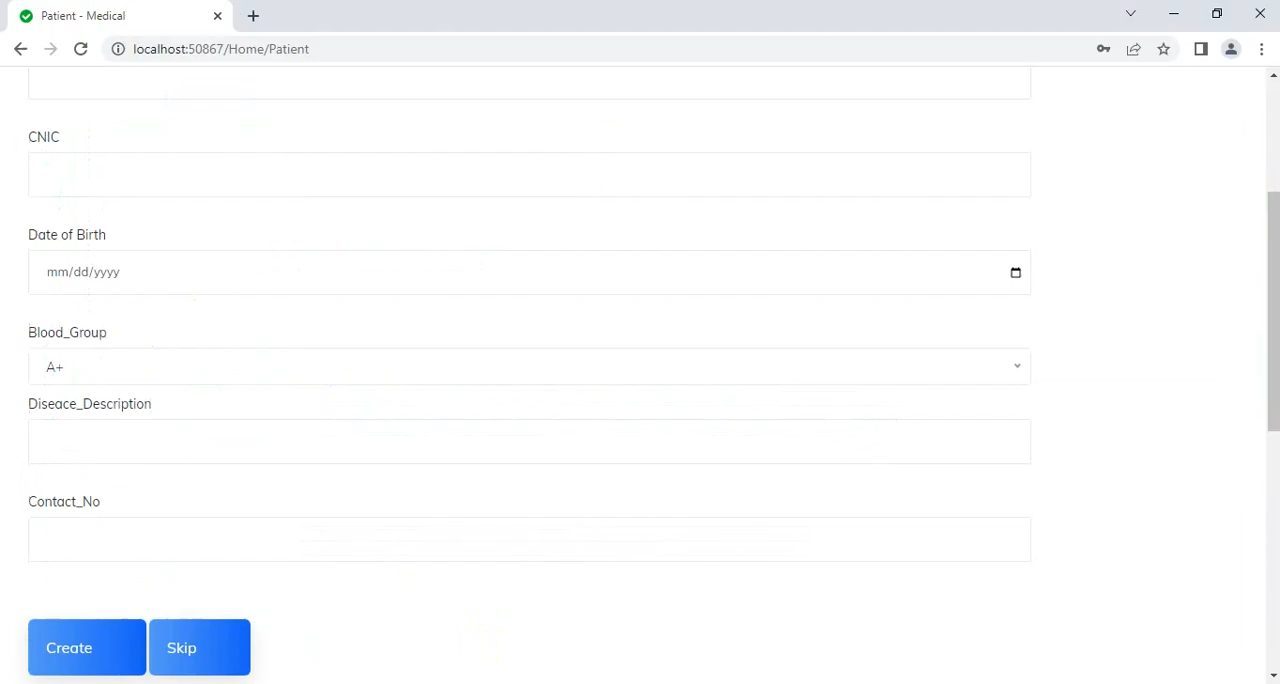 Patient - Medical
localhost:50867/Home/Patient
CNIC
Date of Birth
mm/dd/yyyy
Blood_Group
A+
Diseace_Description
Contact_No
Create Skip